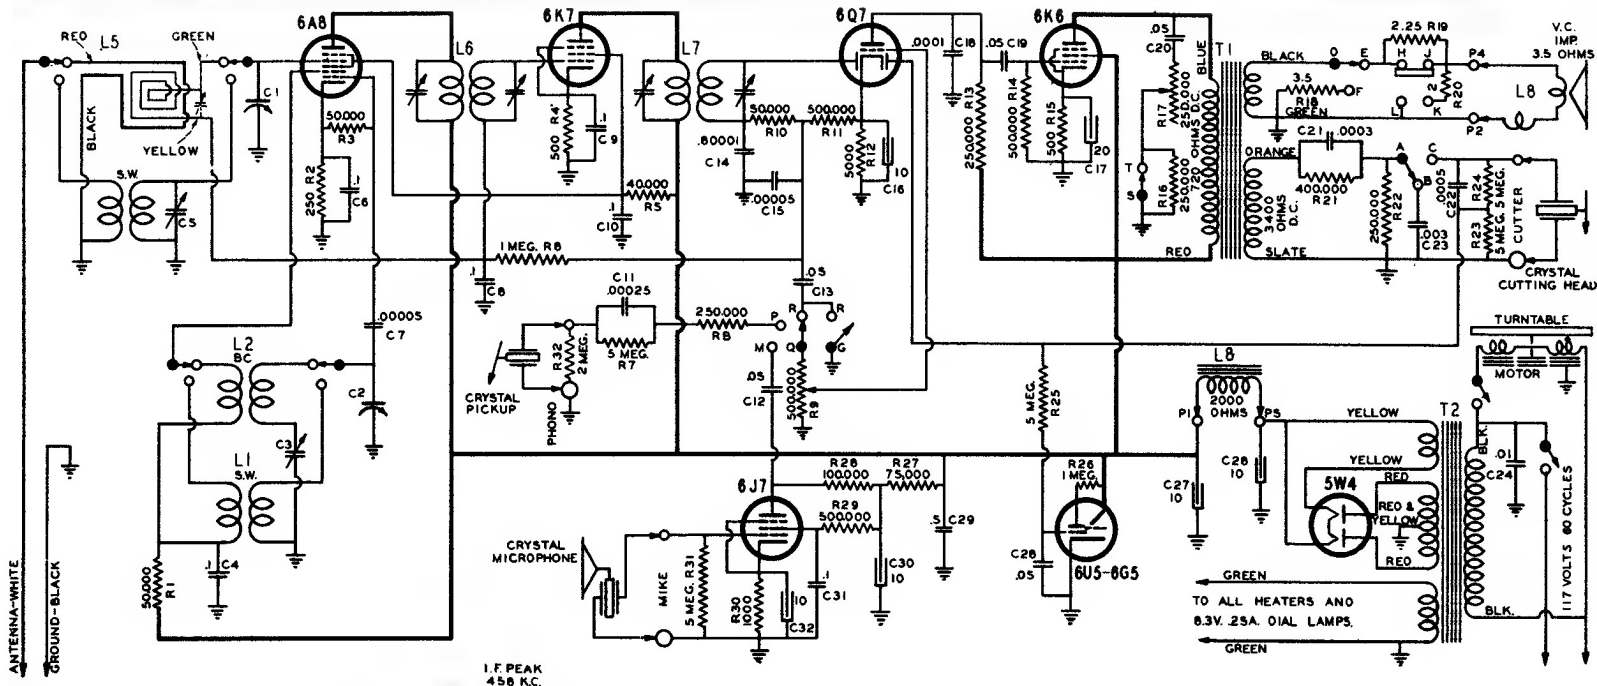 6A8
6K7
6Q7
6K6
RED
L5
GREEN
L6
L7
.0001
C18
.05 C19
.05
C20
BLUE
T1
BLACK
D
E
2.25 R19
H
J
P4
V.C.
IMP.
3.5 OHMS
C1
50,000
R3
500 R4
.1
C9
50,000
R10
500,000
R11
R13
250,000
500,000 R14
500 R15
20
C17
R17
250,000
720 OHMS D.C.
3.5
R18
F
GREEN
L
K
2
R20
P2
L8
BLACK
YELLOW
S.W.
C5
250 R2
.1
C6
.00001
C14
.00005
C15
5000
R12
10
C16
T
S
R16
250,000
ORANGE
C21 .0003
400,000
R21
A
B
C
3400 OHMS D.C.
250,000
R22
.003
C23
.0005
C22
R24
5 MEG.
R23
5 MEG.
CUTTER
40,000
R5
.1
C10
1 MEG. R6
RED
SLATE
CRYSTAL
CUTTING HEAD
.1
C8
C11
.00025
.05
C13
250,000
R8
P
R
R
M
Q
G
5 MEG.
R7
R32
2 MEG.
CRYSTAL
PICKUP
PHONO
.05
C12
500,000
R9
.00005
C7
L2
BC
C2
C3
L1
S.W.
.1
C4
50,000
R1
5 MEG.
R25
L8
2000
OHMS
P1
P5
TURNTABLE
MOTOR
YELLOW
T2
YELLOW
RED
5W4
RED &
YELLOW
RED
BLK.
.01
C24
BLK.
117 VOLTS 60 CYCLES
C27
10
C26
10
R28
100,000
R27
75,000
R29
500,000
.5
C29
R26
1 MEG.
6J7
CRYSTAL
MICROPHONE
MIKE
5 MEG. R31
R30
1000
10
C32
.1
C31
C30
10
C28
.05
6U5-6G5
GREEN
TO ALL HEATERS AND
6.3V. .25A. DIAL LAMPS.
GREEN
ANTENNA-WHITE
GROUND-BLACK
I.F. PEAK
456 K.C.